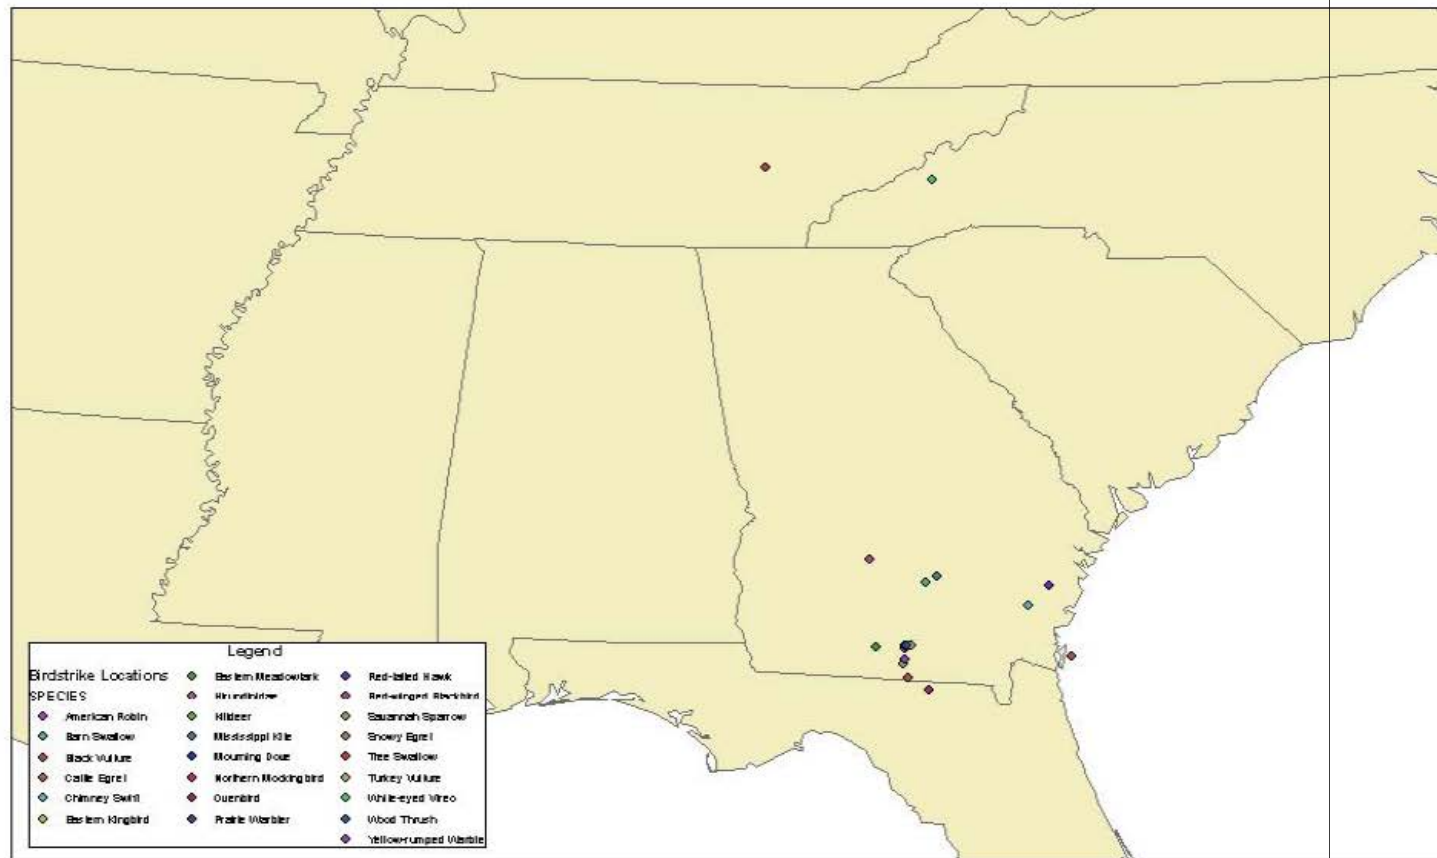 Legend
Birdstrike Locations
SPECIES
American Robin
Barn Swallow
Black Vulture
Cattle Egret
Chimney Swift
Eastern Kingbird
Eastern Meadowlark
Hirundinidae
Killdeer
Mississippi Kite
Mourning Dove
Northern Mockingbird
Ovenbird
Prairie Warbler
Red-tailed Hawk
Red-winged Blackbird
Savannah Sparrow
Snowy Egret
Tree Swallow
Turkey Vulture
White-eyed Vireo
Wood Thrush
Yellow-rumped Warble